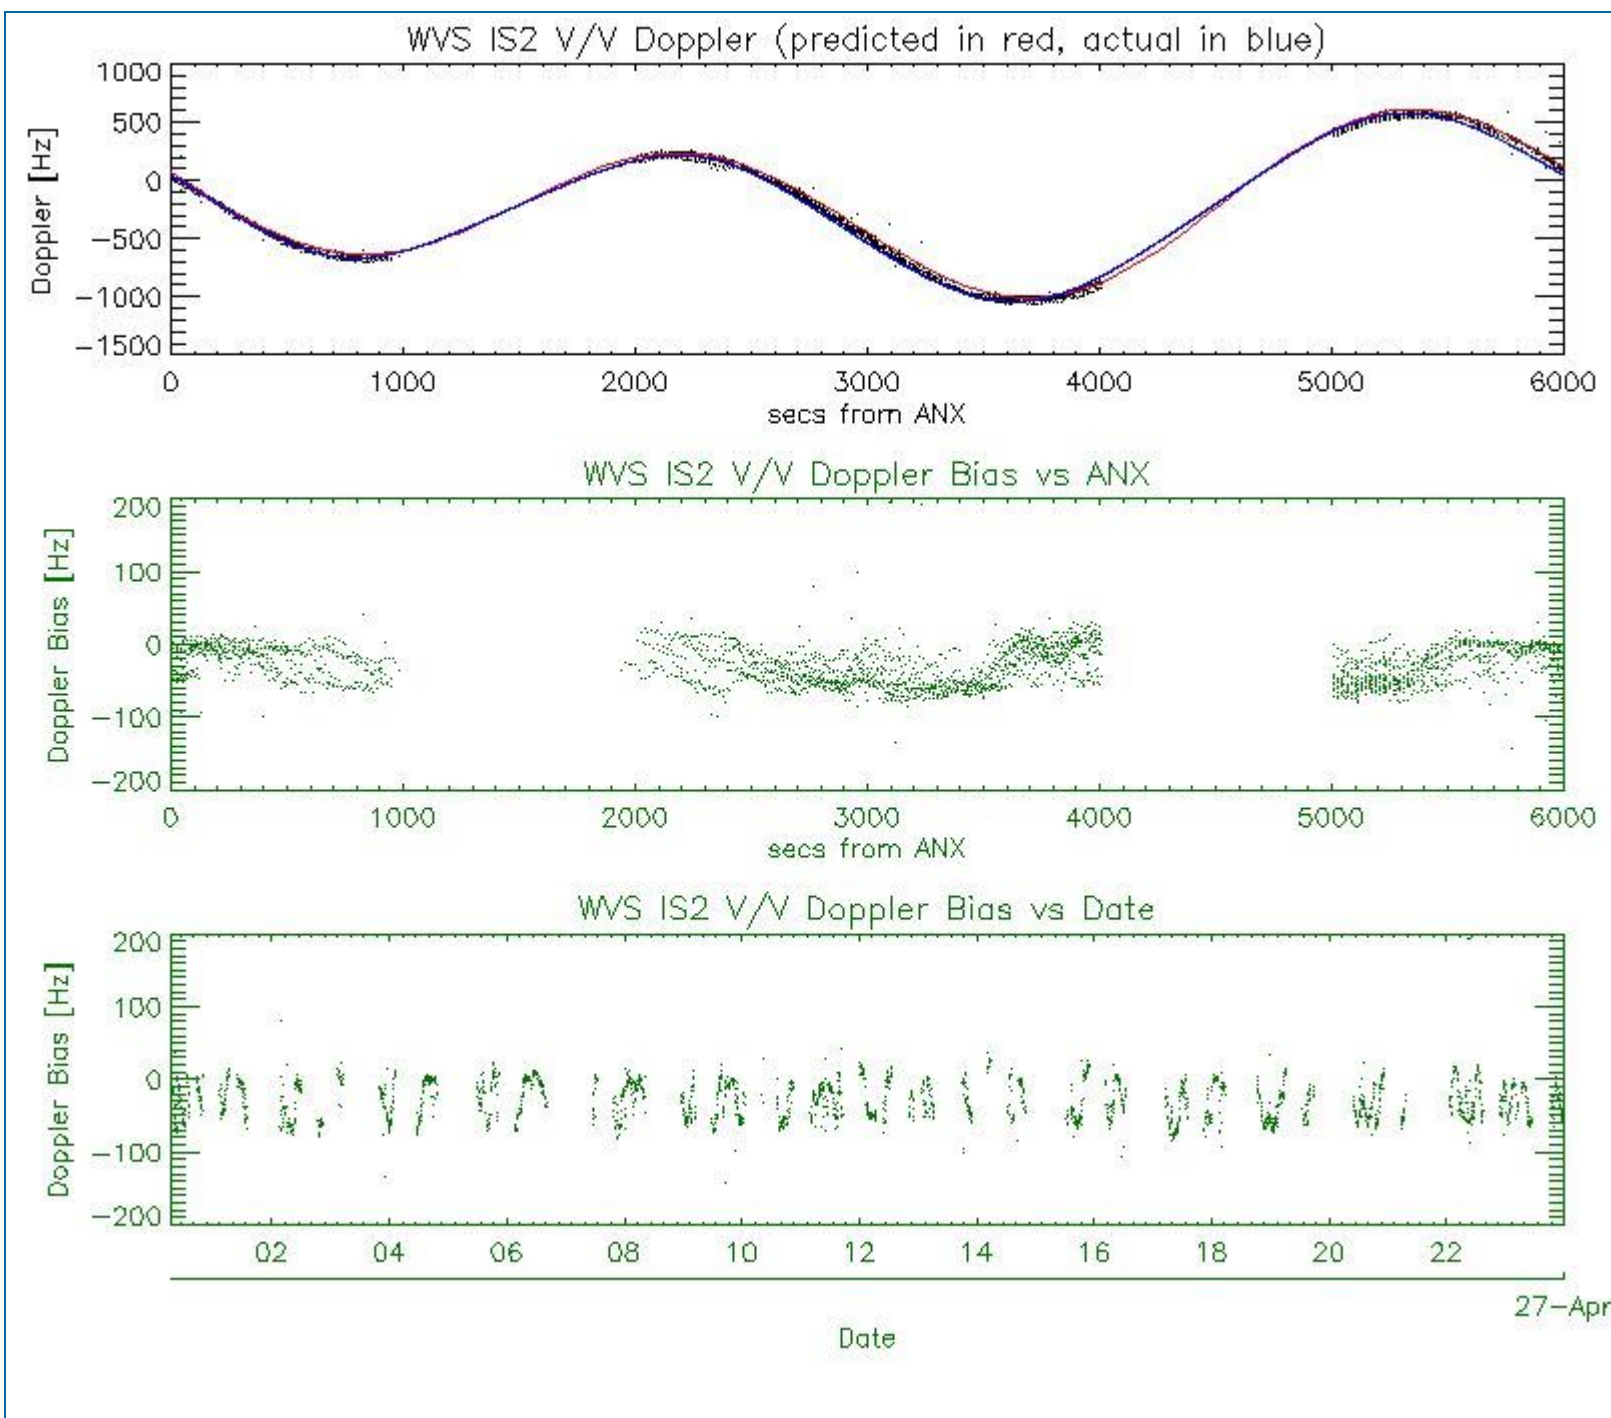 WVS IS2 V/V Doppler (predicted in red, actual in blue)
Doppler [Hz]
1000
500
0
-500
-1000
-1500
0 1000 2000 3000 4000 5000 6000
secs from ANX
WVS IS2 V/V Doppler Bias vs ANX
Doppler Bias [Hz]
200
100
0
-100
-200
0 1000 2000 3000 4000 5000 6000
secs from ANX
WVS IS2 V/V Doppler Bias vs Date
Doppler Bias [Hz]
200
100
0
-100
-200
02 04 06 08 10 12 14 16 18 20 22
27-Apr
Date